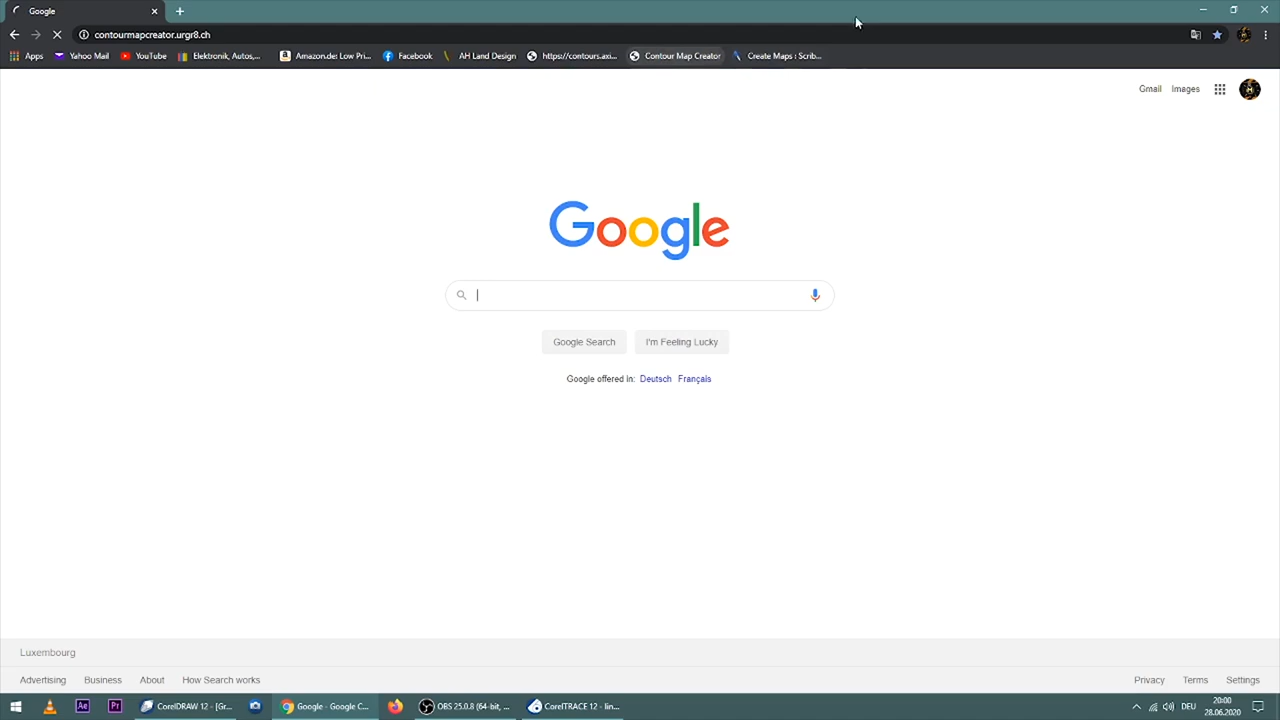 Google
contourmapcreator.urgr8.ch
Apps Yahoo Mail YouTube Elektronik, Autos,... Amazon.de: Low Pri... Facebook AH Land Design https://contours.axi... Contour Map Creator Create Maps : Scrib...
Gmail Images
Google
Google Search I'm Feeling Lucky
Google offered in: Deutsch Français
Luxembourg
Advertising Business About How Search works Privacy Terms Settings
Ae Pr CorelDRAW 12 - [Gr... Google - Google C... OBS 25.0.8 (64-bit, ... CorelTRACE 12 - lin... DEU 20:00
28.06.2020